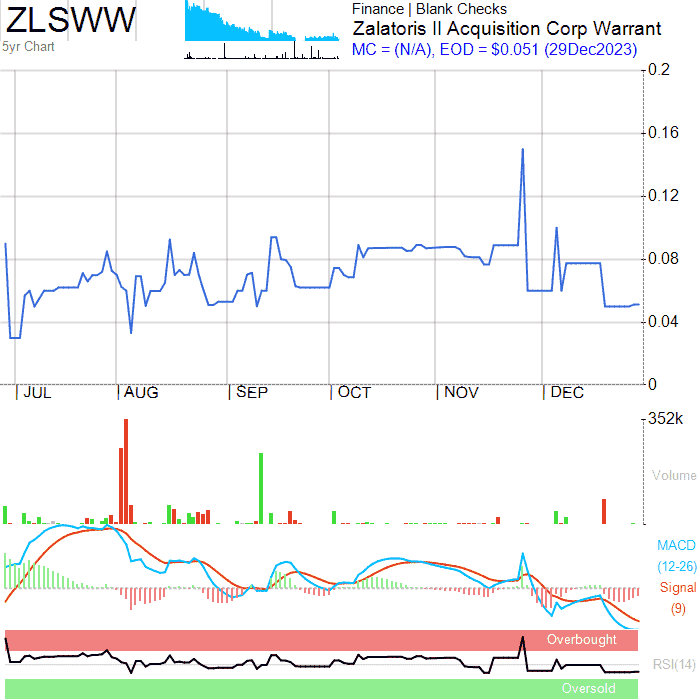 ZLSWW
5yr Chart
Finance | Blank Checks
Zalatoris II Acquisition Corp Warrant
MC = (N/A), EOD = $0.051 (29Dec2023)
0.2
0.16
0.12
0.08
0.04
0
JUL
AUG
SEP
OCT
NOV
DEC
352k
Volume
MACD
(12-26)
Signal
(9)
Overbought
RSI(14)
Oversold